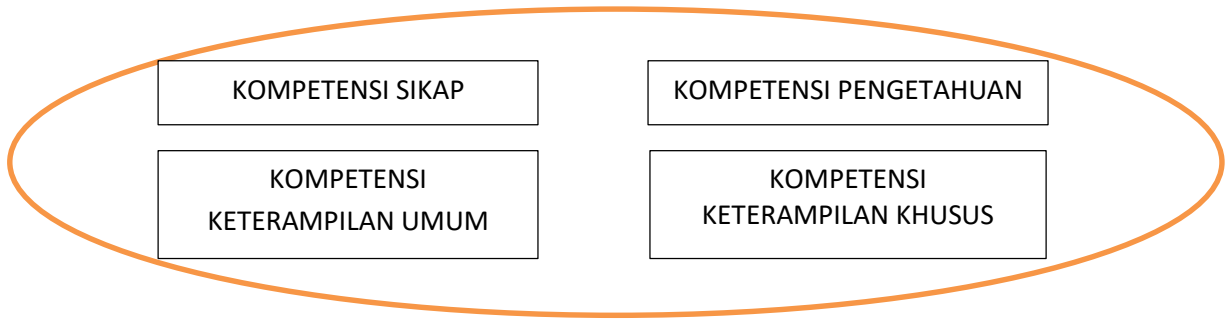 KOMPETENSI SIKAP
KOMPETENSI PENGETAHUAN
KOMPETENSI
KETERAMPILAN UMUM
KOMPETENSI
KETERAMPILAN KHUSUS